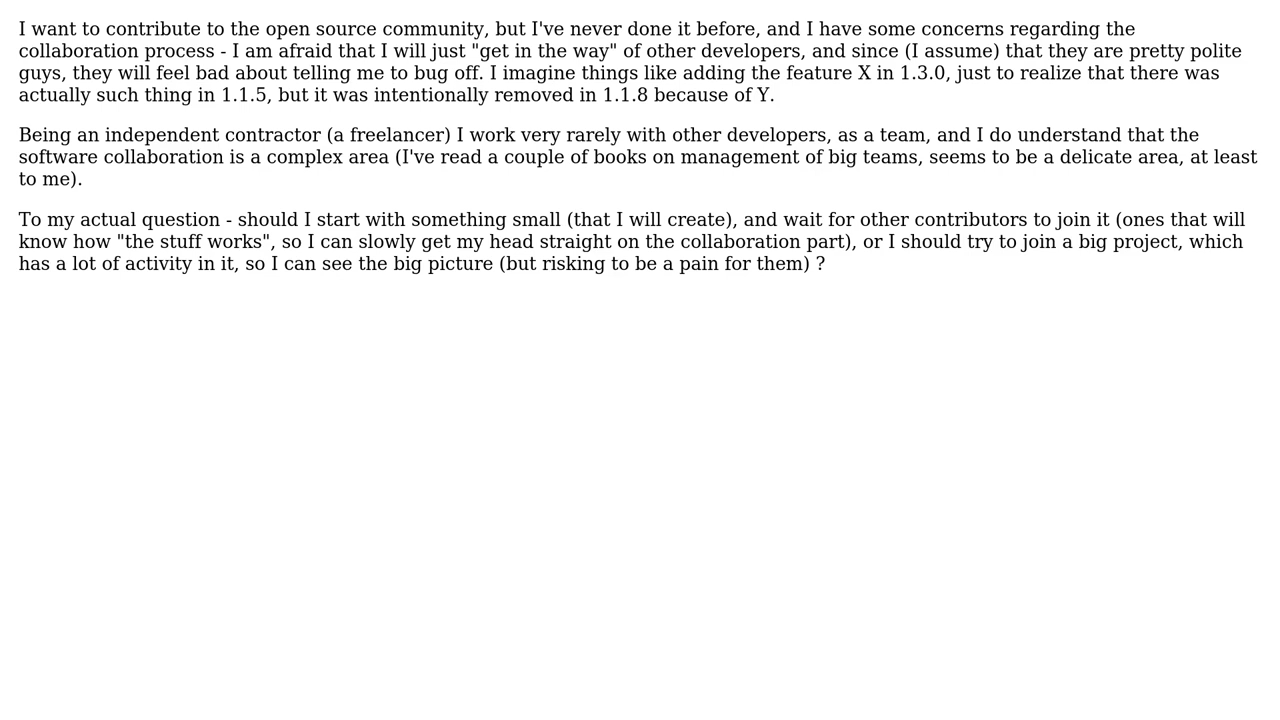 I want to contribute to the open source community, but I've never done it before, and I have some concerns regarding the
collaboration process - I am afraid that I will just "get in the way" of other developers, and since (I assume) that they are pretty polite
guys, they will feel bad about telling me to bug off. I imagine things like adding the feature X in 1.3.0, just to realize that there was
actually such thing in 1.1.5, but it was intentionally removed in 1.1.8 because of Y.
Being an independent contractor (a freelancer) I work very rarely with other developers, as a team, and I do understand that the
software collaboration is a complex area (I've read a couple of books on management of big teams, seems to be a delicate area, at least
to me).
To my actual question - should I start with something small (that I will create), and wait for other contributors to join it (ones that will
know how "the stuff works", so I can slowly get my head straight on the collaboration part), or I should try to join a big project, which
has a lot of activity in it, so I can see the big picture (but risking to be a pain for them) ?